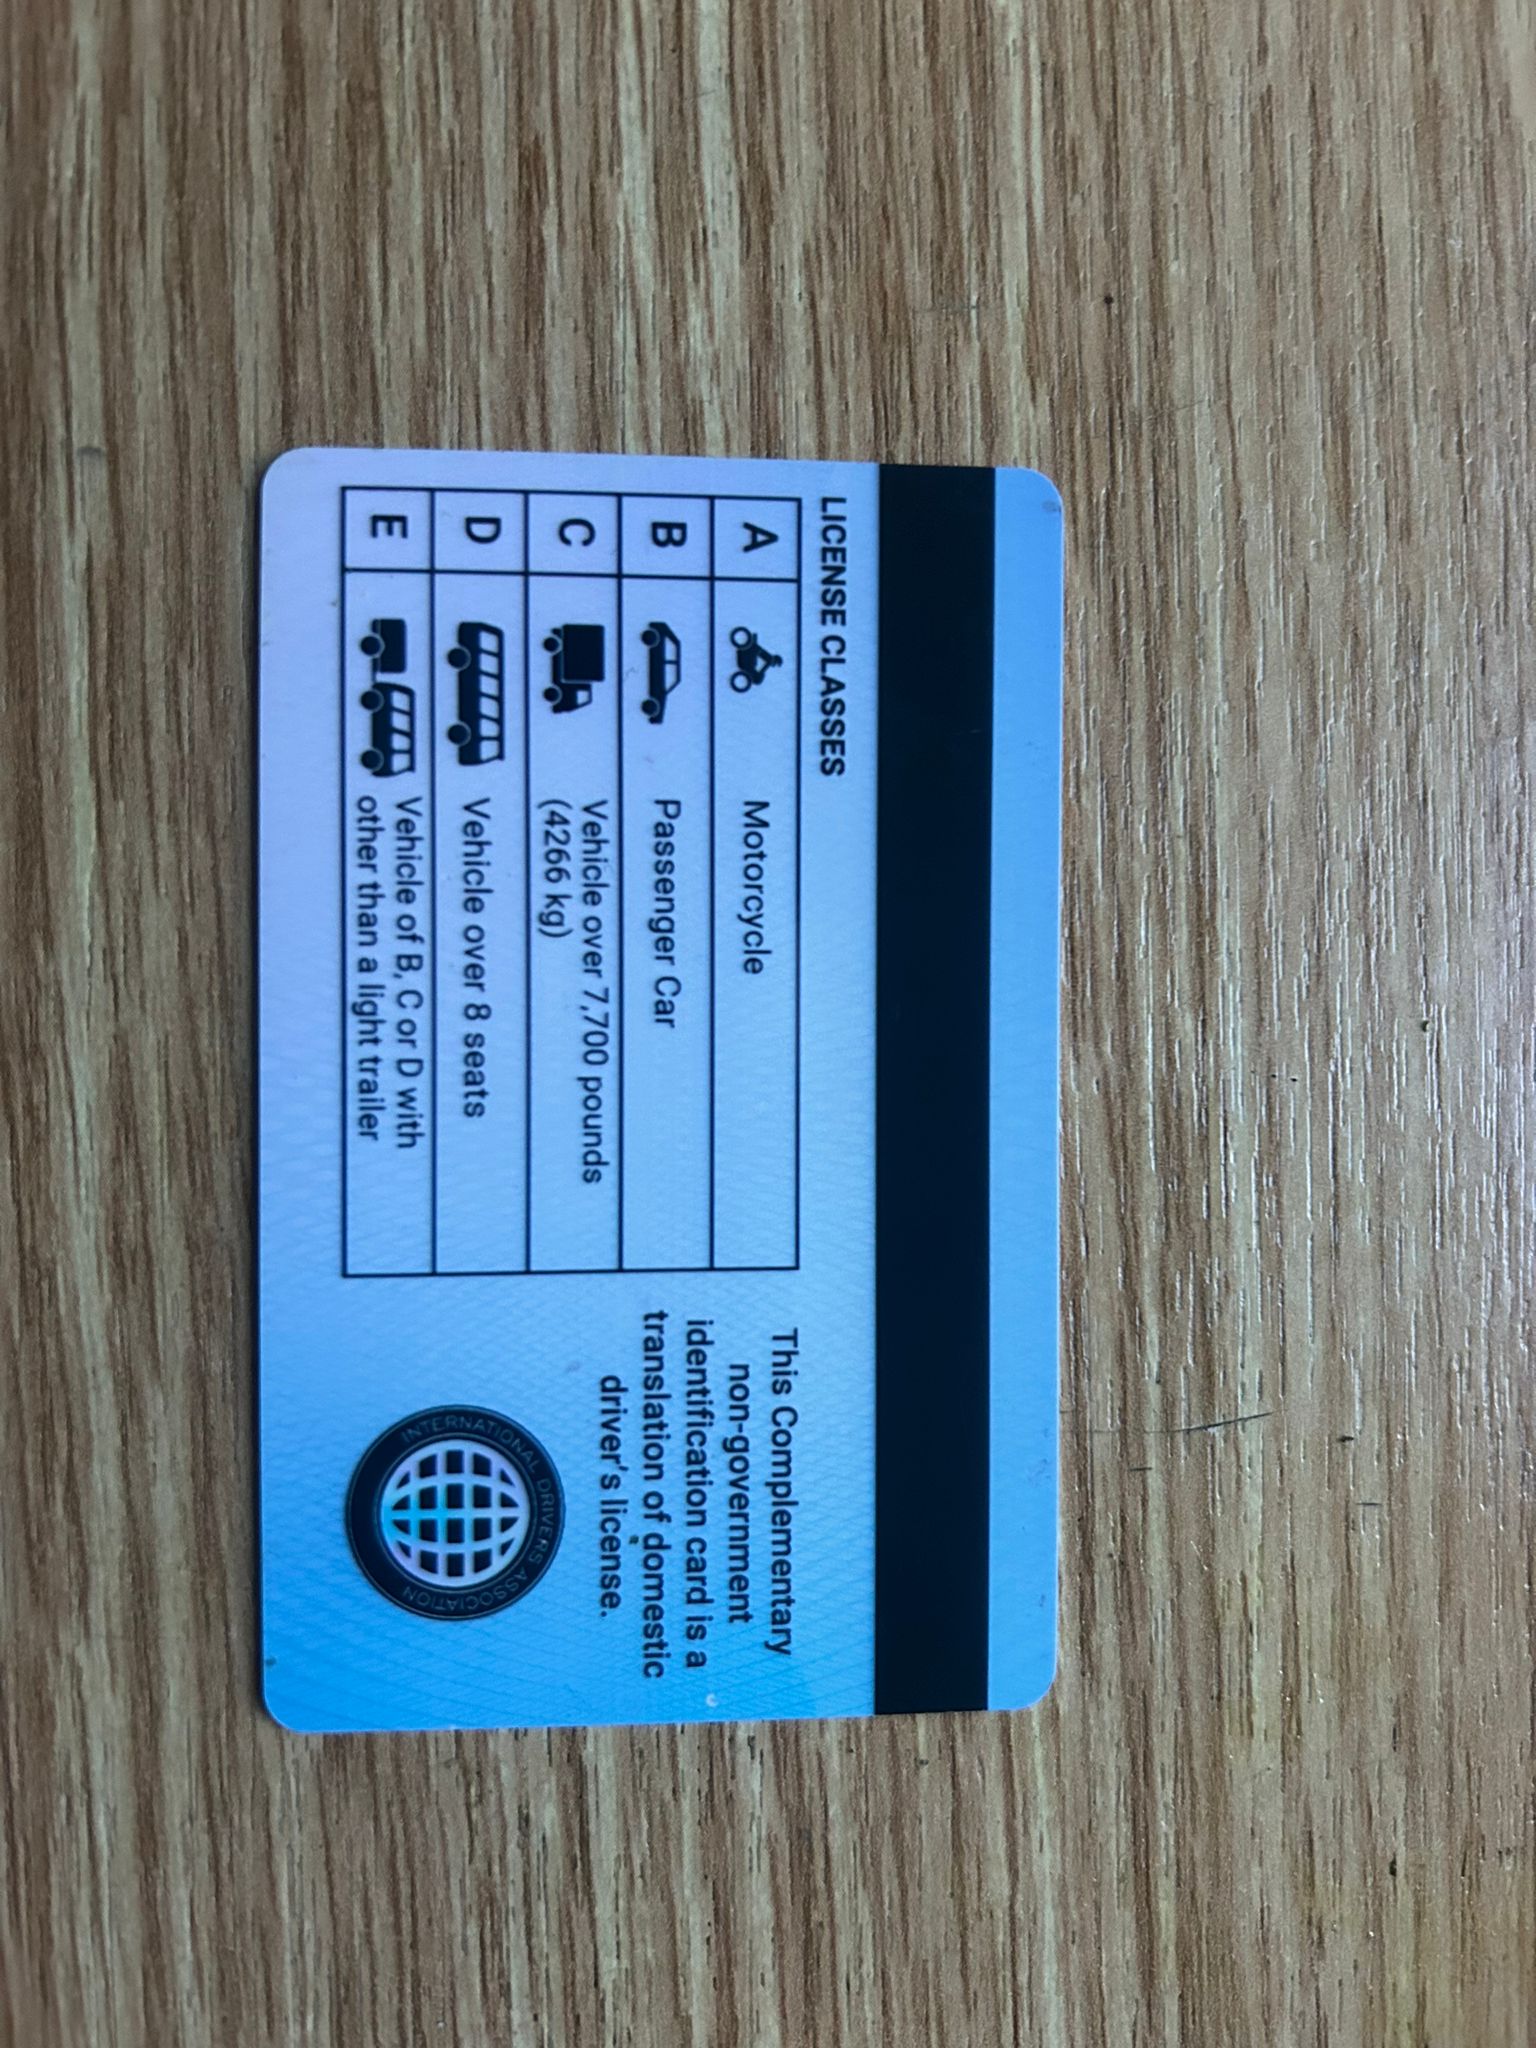 LICENSE CLASSES
A Motorcycle
B Passenger Car
C Vehicle over 7,700 pounds
(4266 kg)
D Vehicle over 8 seats
E Vehicle of B, C or D with
other than a light trailer
This Complementary
non-government
identification card is a
translation of domestic
driver's license.
INTERNATIONAL DRIVERS ASSOCIATION